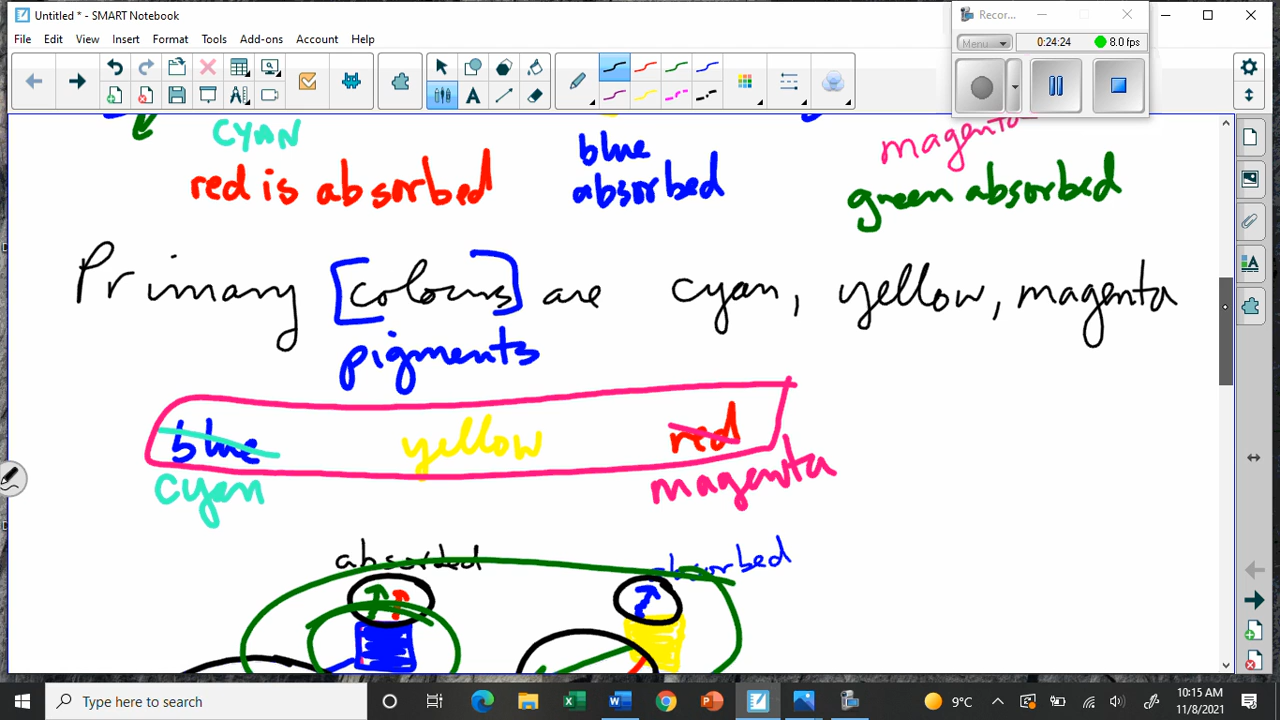 Untitled * - SMART Notebook
Recor...
File Edit View Insert Format Tools Add-ons Account Help
Menu
0:24:24
8.0 fps
CYAN
red is absorbed
blue
absorbed
magenta
green absorbed
Primary [colours] are cyan, yellow, magenta
pigments
blue yellow red
cyan magenta
absorbed absorbed
Type here to search
9°C
10:15 AM
11/8/2021